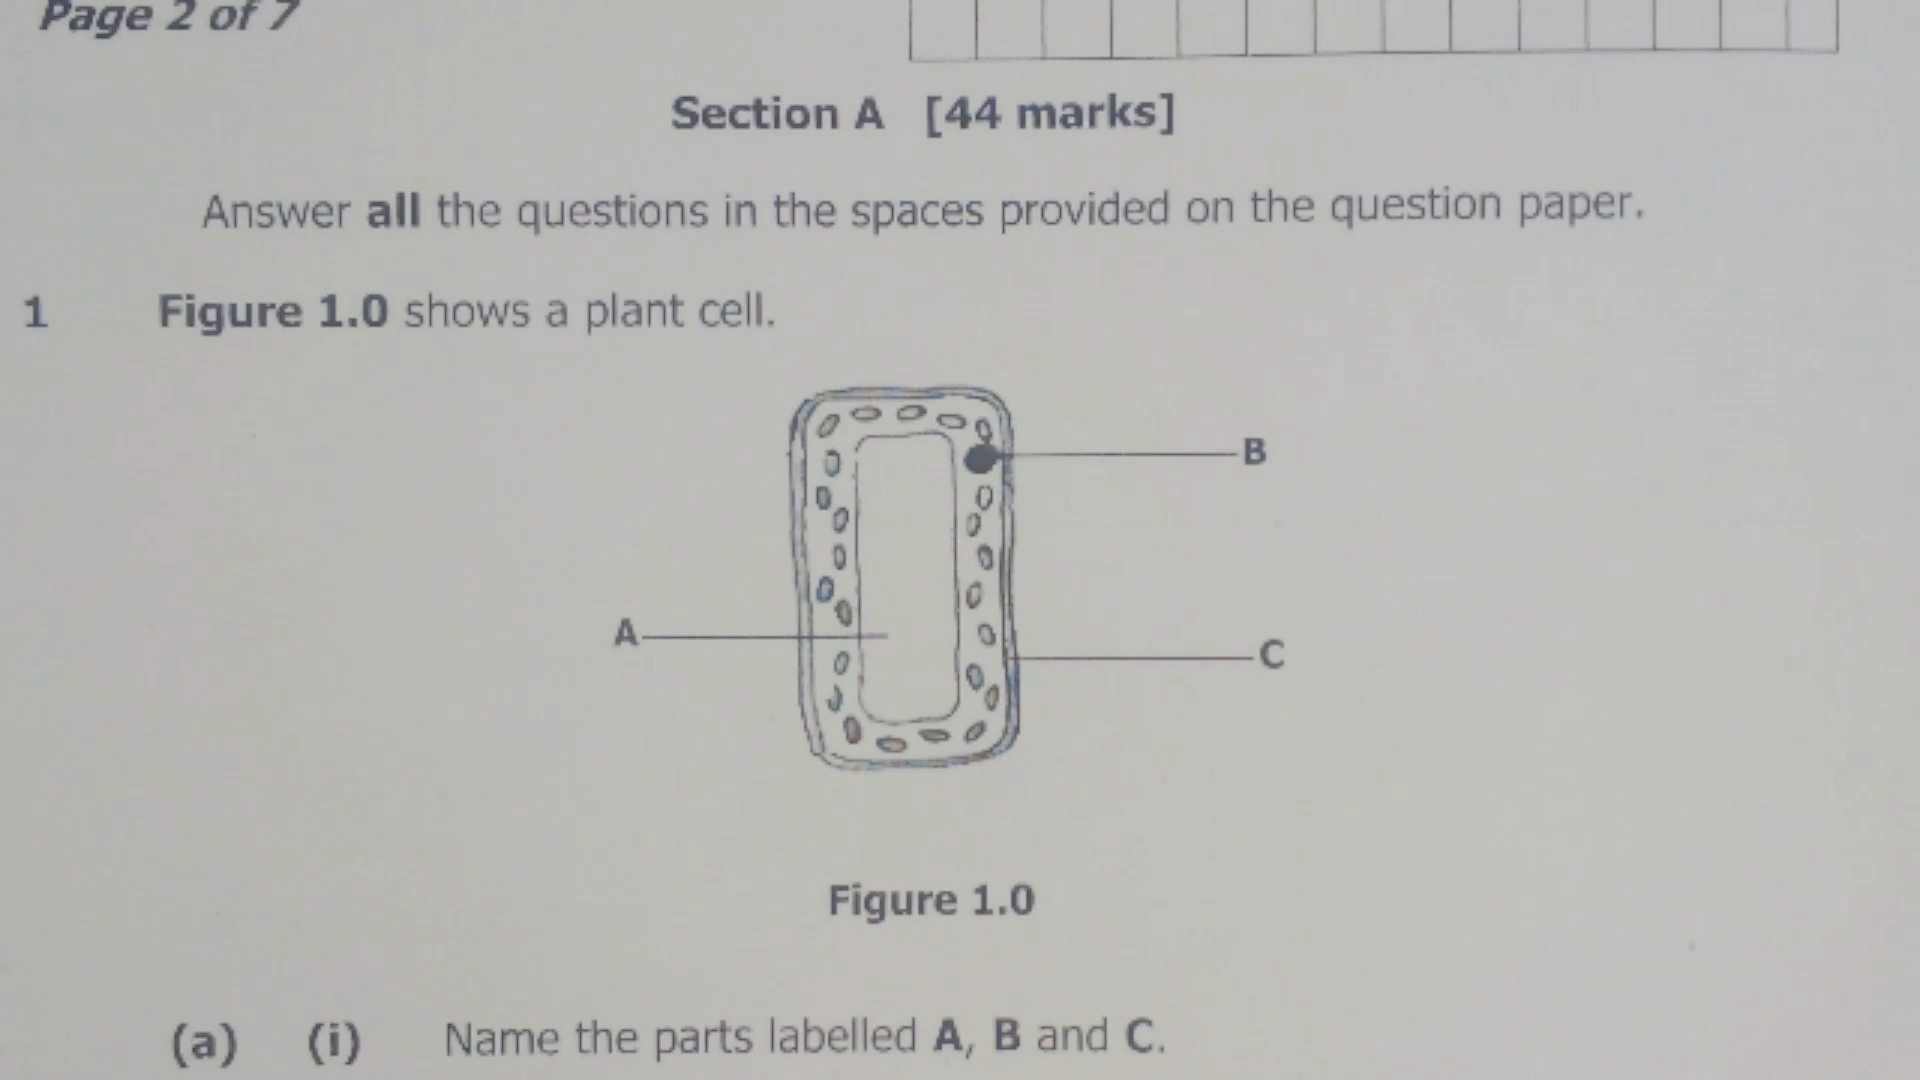 Page 2 of 7
Section A [44 marks]
Answer all the questions in the spaces provided on the question paper.
1 Figure 1.0 shows a plant cell.
B
A
C
Figure 1.0
(a) (i) Name the parts labelled A, B and C.